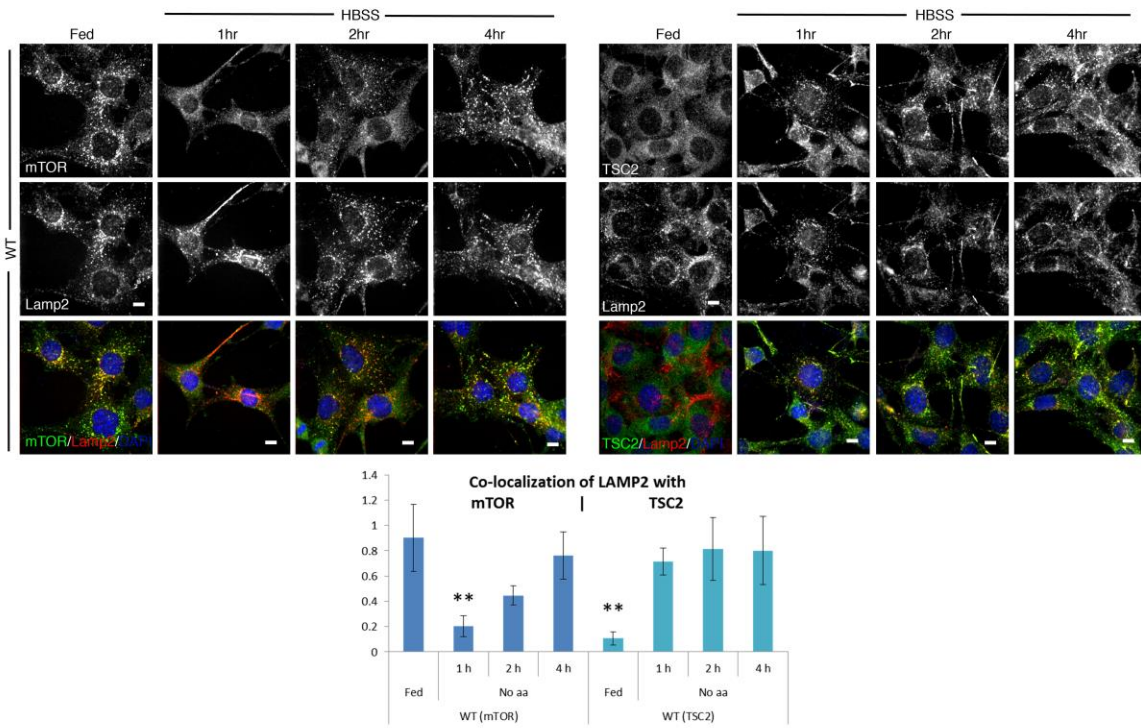 HBSS
Fed 1hr 2hr 4hr
WT
mTOR
Lamp2
mTOR/Lamp2/DAPI
HBSS
Fed 1hr 2hr 4hr
TSC2
Lamp2
TSC2/Lamp2/DAPI
Co-localization of LAMP2 with
mTOR | TSC2
1.4
1.2
1
0.8
0.6
0.4
0.2
0
**
**
1 h 2 h 4 h 1 h 2 h 4 h
Fed No aa Fed No aa
WT (mTOR) WT (TSC2)